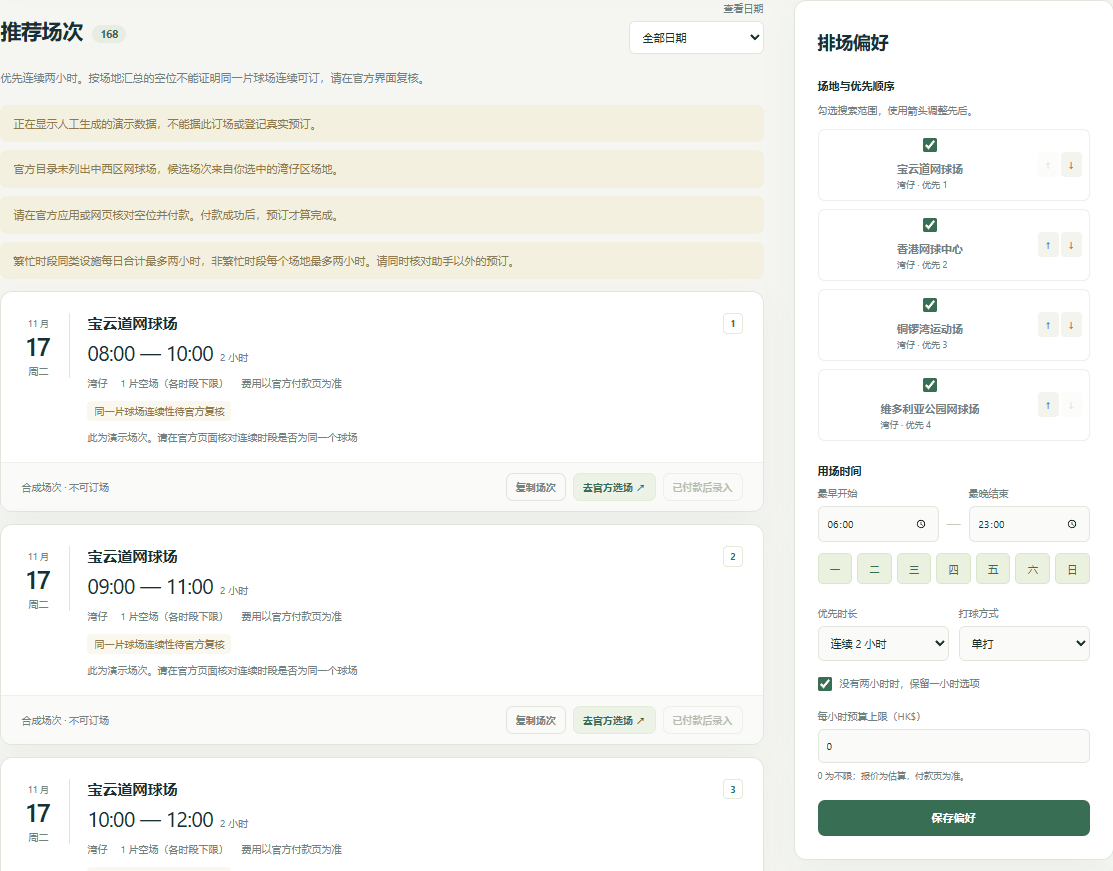 推荐场次 168
查看日期
全部日期
优先连续两小时。按场地汇总的空位不能证明同一片球场连续可订，请在官方界面复核。
正在显示人工生成的演示数据，不能据此订场或登记真实预订。
官方目录未列出中西区网球场，候选场次来自你选中的湾仔区场地。
请在官方应用或网页核对空位并付款。付款成功后，预订才算完成。
繁忙时段同类设施每日合计最多两小时，非繁忙时段每个场地最多两小时。请同时核对助手以外的预订。
11 月
17
周二
宝云道网球场
1
08:00 — 10:00 2 小时
湾仔 1 片空场（各时段下限） 费用以官方付款页为准
同一片球场连续性待官方复核
此为演示场次。请在官方页面核对连续时段是否为同一个球场
合成场次 · 不可订场
复制场次
去官方选场 ↗
已付款后录入
11 月
17
周二
宝云道网球场
2
09:00 — 11:00 2 小时
湾仔 1 片空场（各时段下限） 费用以官方付款页为准
同一片球场连续性待官方复核
此为演示场次。请在官方页面核对连续时段是否为同一个球场
合成场次 · 不可订场
复制场次
去官方选场 ↗
已付款后录入
11 月
17
周二
宝云道网球场
3
10:00 — 12:00 2 小时
湾仔 1 片空场（各时段下限） 费用以官方付款页为准
排场偏好
场地与优先顺序
勾选搜索范围，使用箭头调整先后。
宝云道网球场
湾仔 · 优先 1
↑ ↓
香港网球中心
湾仔 · 优先 2
↑ ↓
铜锣湾运动场
湾仔 · 优先 3
↑ ↓
维多利亚公园网球场
湾仔 · 优先 4
↑ ↓
用场时间
最早开始 最晚结束
06:00 — 23:00
一 二 三 四 五 六 日
优先时长 打球方式
连续 2 小时 单打
没有两小时时，保留一小时选项
每小时预算上限（HK$）
0
0 为不限；报价为估算，付款页为准。
保存偏好